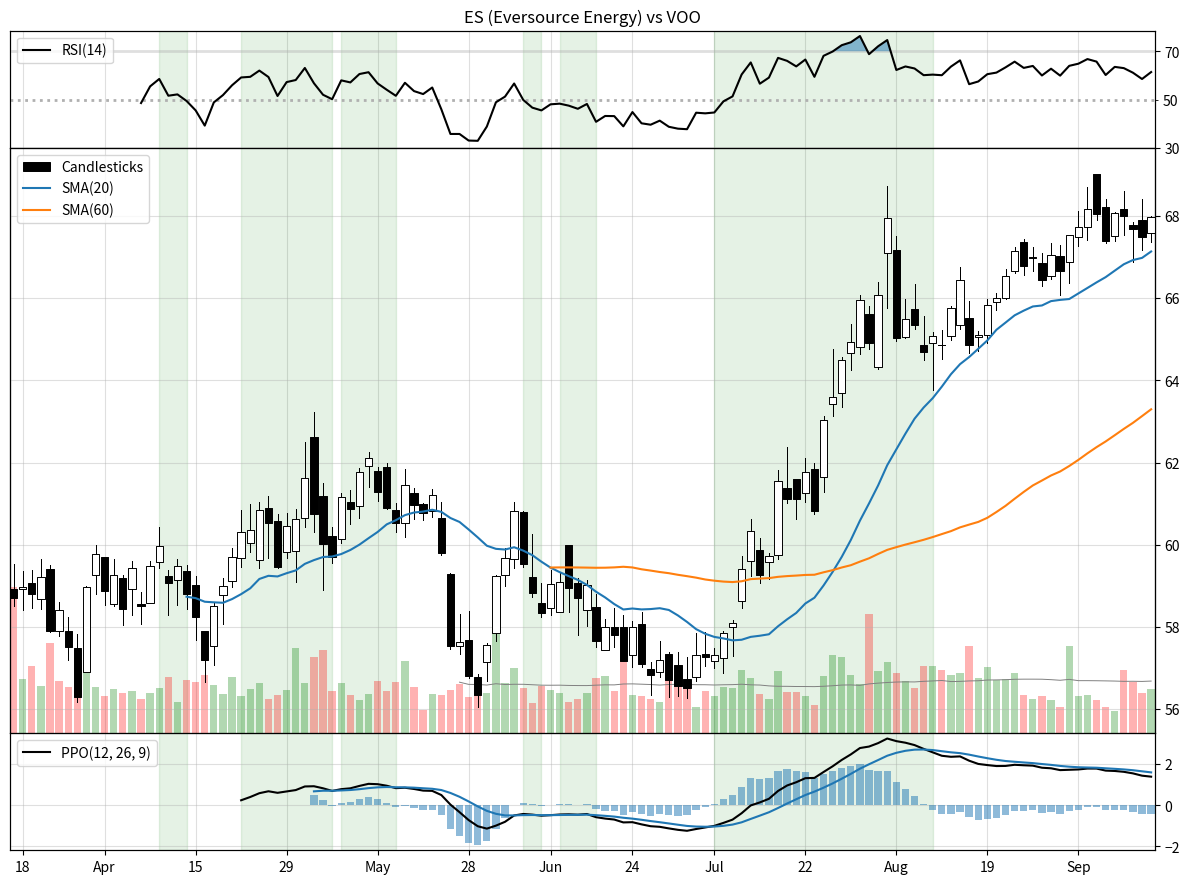 ES (Eversource Energy) vs VOO
RSI(14)
70
50
30
Candlesticks
SMA(20)
SMA(60)
68
66
64
62
60
58
56
PPO(12, 26, 9)
2
0
−2
18 Apr 15 29 May 28 Jun 24 Jul 22 Aug 19 Sep